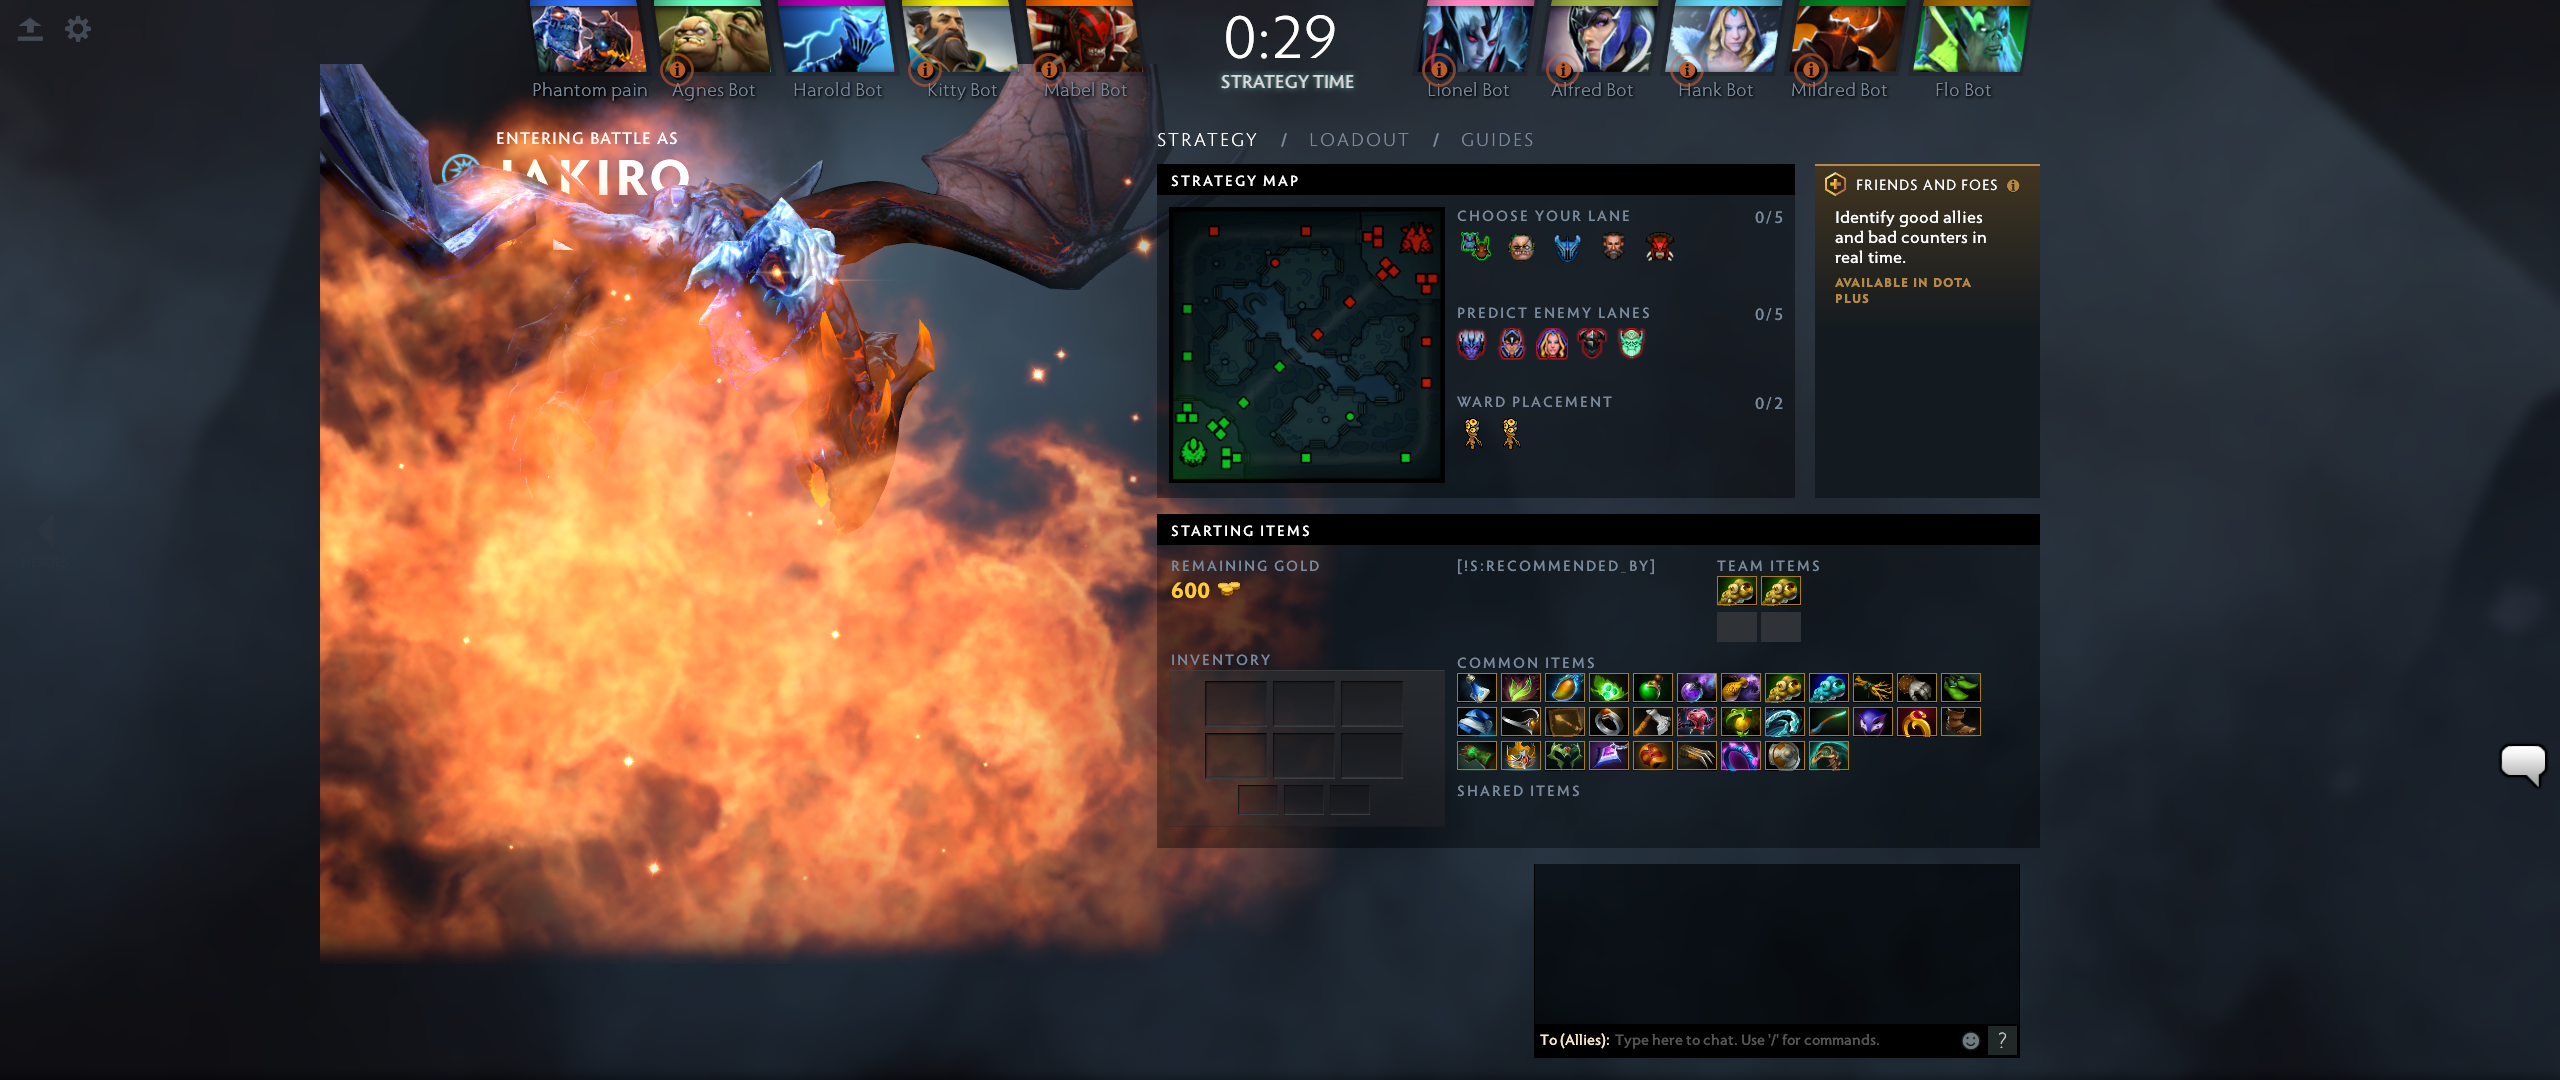 0:29
STRATEGY TIME
Phantom pain
Agnes Bot
Harold Bot
Kitty Bot
Mabel Bot
Lionel Bot
Alfred Bot
Hank Bot
Mildred Bot
Flo Bot
ENTERING BATTLE AS
JAKIRO
STRATEGY / LOADOUT / GUIDES
STRATEGY MAP
CHOOSE YOUR LANE 0/5
PREDICT ENEMY LANES 0/5
WARD PLACEMENT 0/2
FRIENDS AND FOES
Identify good allies
and bad counters in
real time.
AVAILABLE IN DOTA
PLUS
STARTING ITEMS
REMAINING GOLD
600
[!S:RECOMMENDED_BY]
TEAM ITEMS
INVENTORY
COMMON ITEMS
SHARED ITEMS
To (Allies): Type here to chat. Use '/' for commands.
?